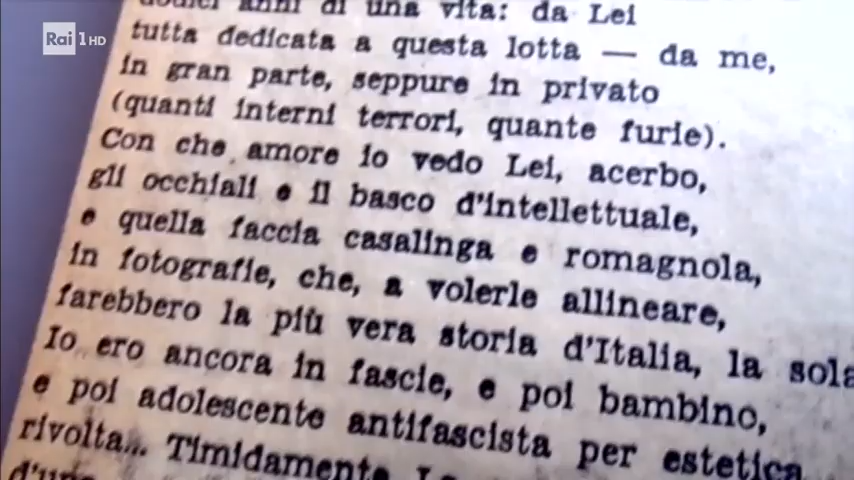 Rai 1 HD
dodici anni di una vita: da Lei
tutta dedicata a questa lotta — da me,
in gran parte, seppure in privato
(quanti interni terrori, quante furie).
Con che amore io vedo Lei, acerbo,
gli occhiali e il basco d'intellettuale,
e quella faccia casalinga e romagnola,
in fotografie, che, a volerle allineare,
farebbero la più vera storia d'Italia, la sola
Io ero ancora in fascie, e poi bambino,
e poi adolescente antifascista per estetica
rivolta... Timidamente